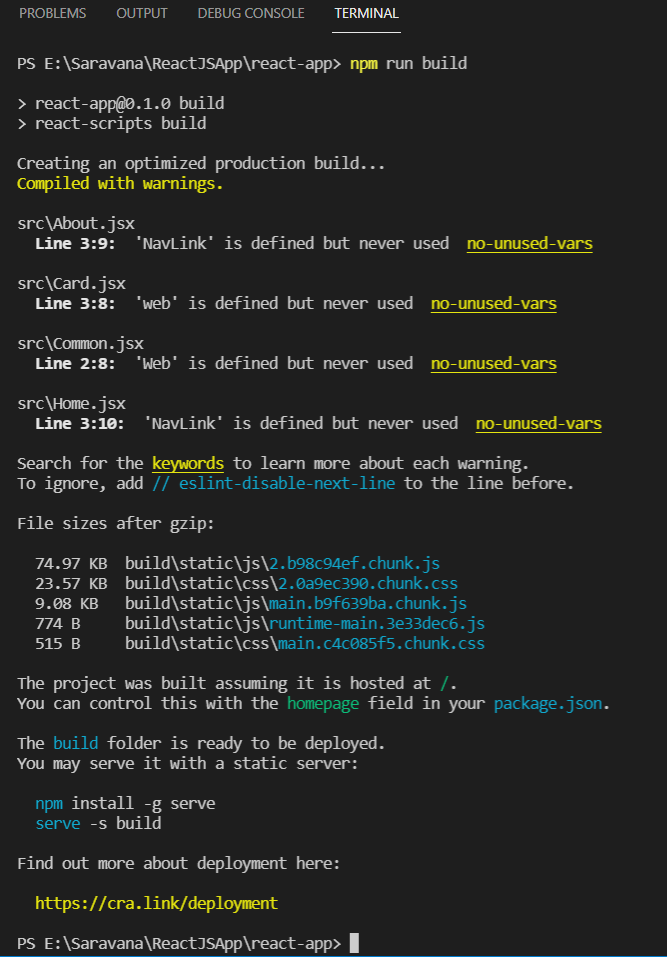 PROBLEMS OUTPUT DEBUG CONSOLE TERMINAL
PS E:\Saravana\ReactJSApp\react-app> npm run build
> react-app@0.1.0 build
> react-scripts build
Creating an optimized production build...
Compiled with warnings.
src\About.jsx
Line 3:9: 'NavLink' is defined but never used no-unused-vars
src\Card.jsx
Line 3:8: 'web' is defined but never used no-unused-vars
src\Common.jsx
Line 2:8: 'Web' is defined but never used no-unused-vars
src\Home.jsx
Line 3:10: 'NavLink' is defined but never used no-unused-vars
Search for the keywords to learn more about each warning.
To ignore, add // eslint-disable-next-line to the line before.
File sizes after gzip:
74.97 KB build\static\js\2.b98c94ef.chunk.js
23.57 KB build\static\css\2.0a9ec390.chunk.css
9.08 KB build\static\js\main.b9f639ba.chunk.js
774 B build\static\js\runtime-main.3e33dec6.js
515 B build\static\css\main.c4c085f5.chunk.css
The project was built assuming it is hosted at /.
You can control this with the homepage field in your package.json.
The build folder is ready to be deployed.
You may serve it with a static server:
npm install -g serve
serve -s build
Find out more about deployment here:
https://cra.link/deployment
PS E:\Saravana\ReactJSApp\react-app>